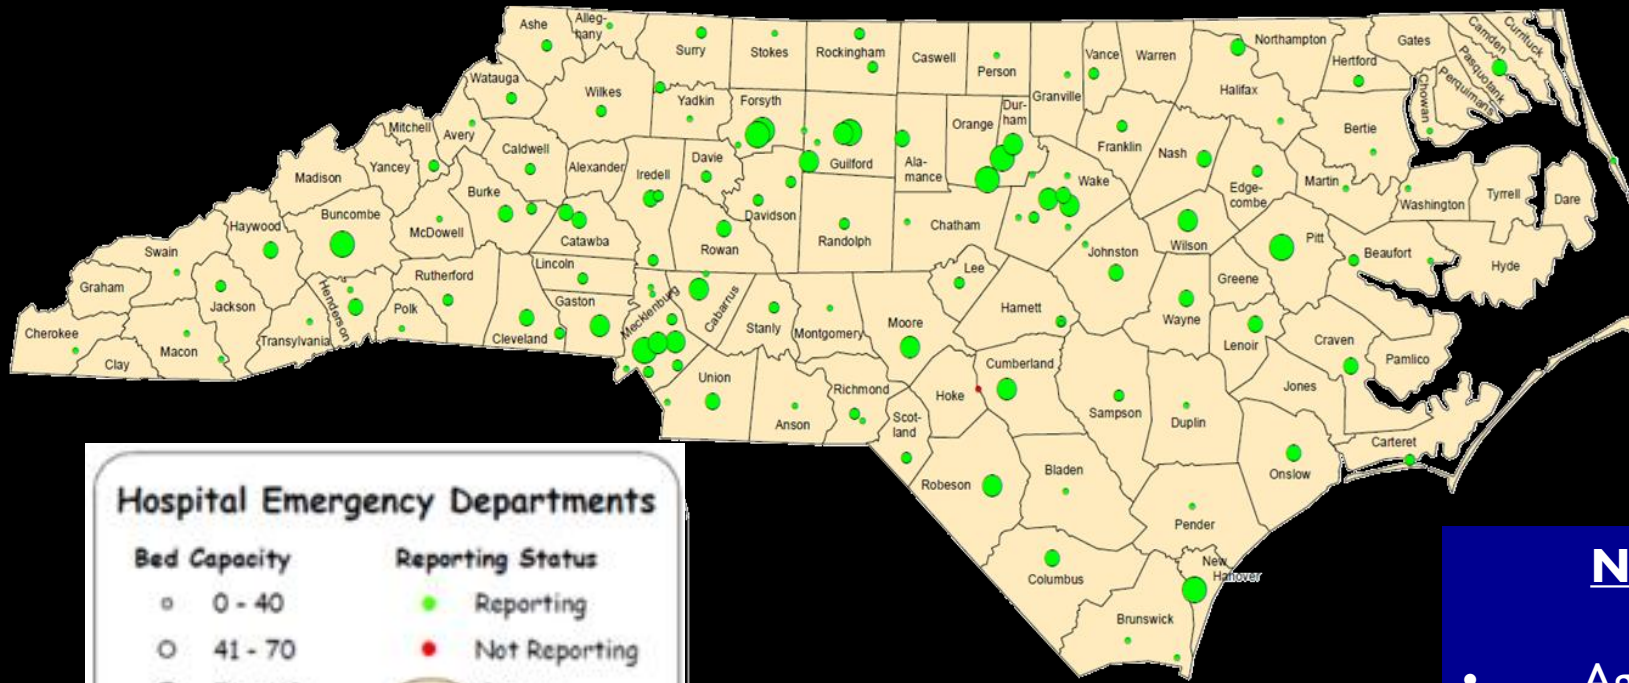 Ashe
Alleg-
hany
Surry
Stokes
Rockingham
Caswell
Person
Granville
Vance
Warren
Northampton
Halifax
Hertford
Gates
Camden
Currituck
Pasquotank
Perquimans
Chowan
Bertie
Watauga
Wilkes
Yadkin
Forsyth
Guilford
Ala-
mance
Orange
Dur-
ham
Franklin
Nash
Edge-
combe
Martin
Washington
Tyrrell
Dare
Mitchell
Avery
Yancey
Madison
Caldwell
Alexander
Iredell
Davie
Davidson
Randolph
Chatham
Wake
Johnston
Wilson
Pitt
Beaufort
Hyde
Greene
Burke
McDowell
Buncombe
Haywood
Swain
Graham
Cherokee
Clay
Macon
Jackson
Transylvania
Henderson
Polk
Rutherford
Cleveland
Lincoln
Catawba
Gaston
Mecklenburg
Rowan
Cabarrus
Stanly
Montgomery
Moore
Lee
Harnett
Wayne
Lenoir
Craven
Pamlico
Jones
Union
Anson
Richmond
Scot-
land
Hoke
Cumberland
Sampson
Duplin
Onslow
Carteret
Robeson
Bladen
Pender
Columbus
Brunswick
New
Hanover
Hospital Emergency Departments
Bed Capacity
Reporting Status
0 - 40
Reporting
41 - 70
Not Reporting